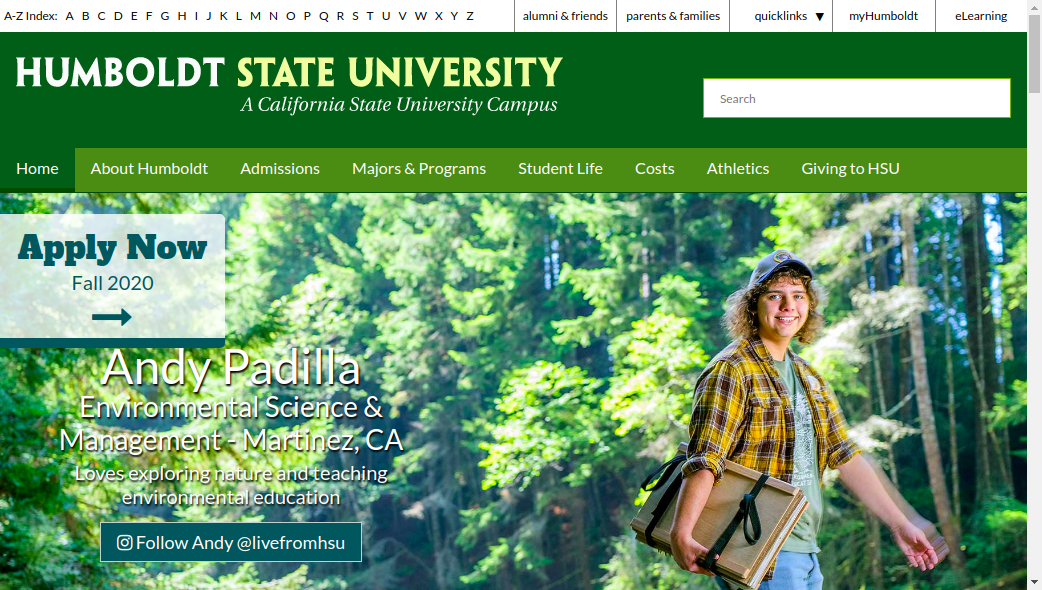 A-Z Index: A B C D E F G H I J K L M N O P Q R S T U V W X Y Z
alumni & friends
parents & families
quicklinks ▼
myHumboldt
eLearning
HUMBOLDT STATE UNIVERSITY
A California State University Campus
Search
Home
About Humboldt
Admissions
Majors & Programs
Student Life
Costs
Athletics
Giving to HSU
Apply Now
Fall 2020
Andy Padilla
Environmental Science &
Management - Martinez, CA
Loves exploring nature and teaching
environmental education
Follow Andy @livefromhsu